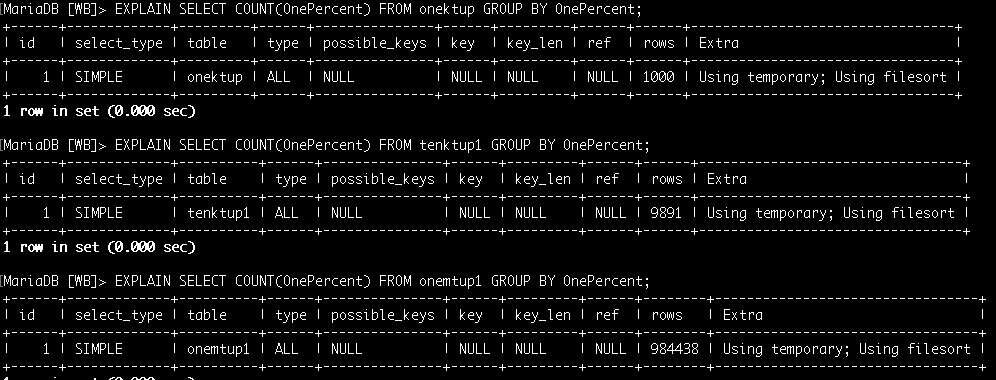 MariaDB [WB]> EXPLAIN SELECT COUNT(OnePercent) FROM onektup GROUP BY OnePercent;
+------+-------------+---------+------+---------------+------+---------+------+------+---------------------------------+
| id   | select_type | table   | type | possible_keys | key  | key_len | ref  | rows | Extra                           |
+------+-------------+---------+------+---------------+------+---------+------+------+---------------------------------+
|    1 | SIMPLE      | onektup | ALL  | NULL          | NULL | NULL    | NULL | 1000 | Using temporary; Using filesort |
+------+-------------+---------+------+---------------+------+---------+------+------+---------------------------------+
1 row in set (0.000 sec)
MariaDB [WB]> EXPLAIN SELECT COUNT(OnePercent) FROM tenktup1 GROUP BY OnePercent;
+------+-------------+----------+------+---------------+------+---------+------+------+---------------------------------+
| id   | select_type | table    | type | possible_keys | key  | key_len | ref  | rows | Extra                           |
+------+-------------+----------+------+---------------+------+---------+------+------+---------------------------------+
|    1 | SIMPLE      | tenktup1 | ALL  | NULL          | NULL | NULL    | NULL | 9891 | Using temporary; Using filesort |
+------+-------------+----------+------+---------------+------+---------+------+------+---------------------------------+
1 row in set (0.000 sec)
MariaDB [WB]> EXPLAIN SELECT COUNT(OnePercent) FROM onemtup1 GROUP BY OnePercent;
+------+-------------+----------+------+---------------+------+---------+------+--------+---------------------------------+
| id   | select_type | table    | type | possible_keys | key  | key_len | ref  | rows   | Extra                           |
+------+-------------+----------+------+---------------+------+---------+------+--------+---------------------------------+
|    1 | SIMPLE      | onemtup1 | ALL  | NULL          | NULL | NULL    | NULL | 984438 | Using temporary; Using filesort |
+------+-------------+----------+------+---------------+------+---------+------+--------+---------------------------------+